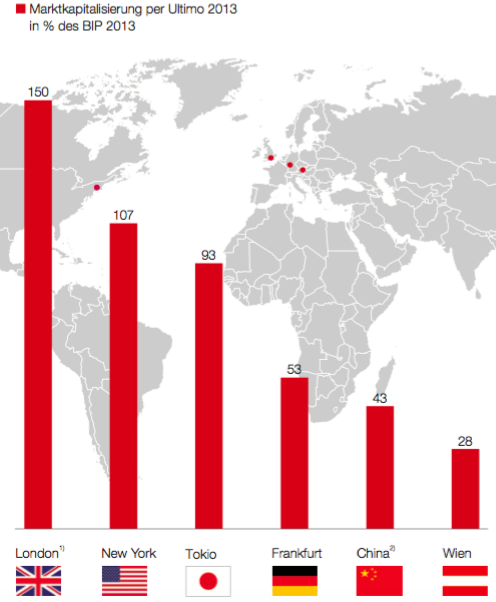 Marktkapitalisierung per Ultimo 2013
in % des BIP 2013
150
107
93
53
43
28
London¹⁾
New York
Tokio
Frankfurt
China²⁾
Wien